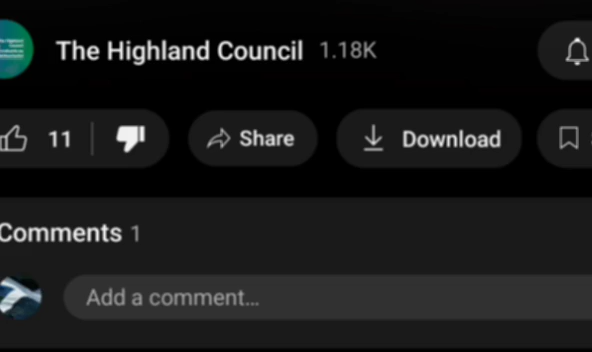 The Highland Council 1.18K
11 Share Download
Comments 1
Add a comment...